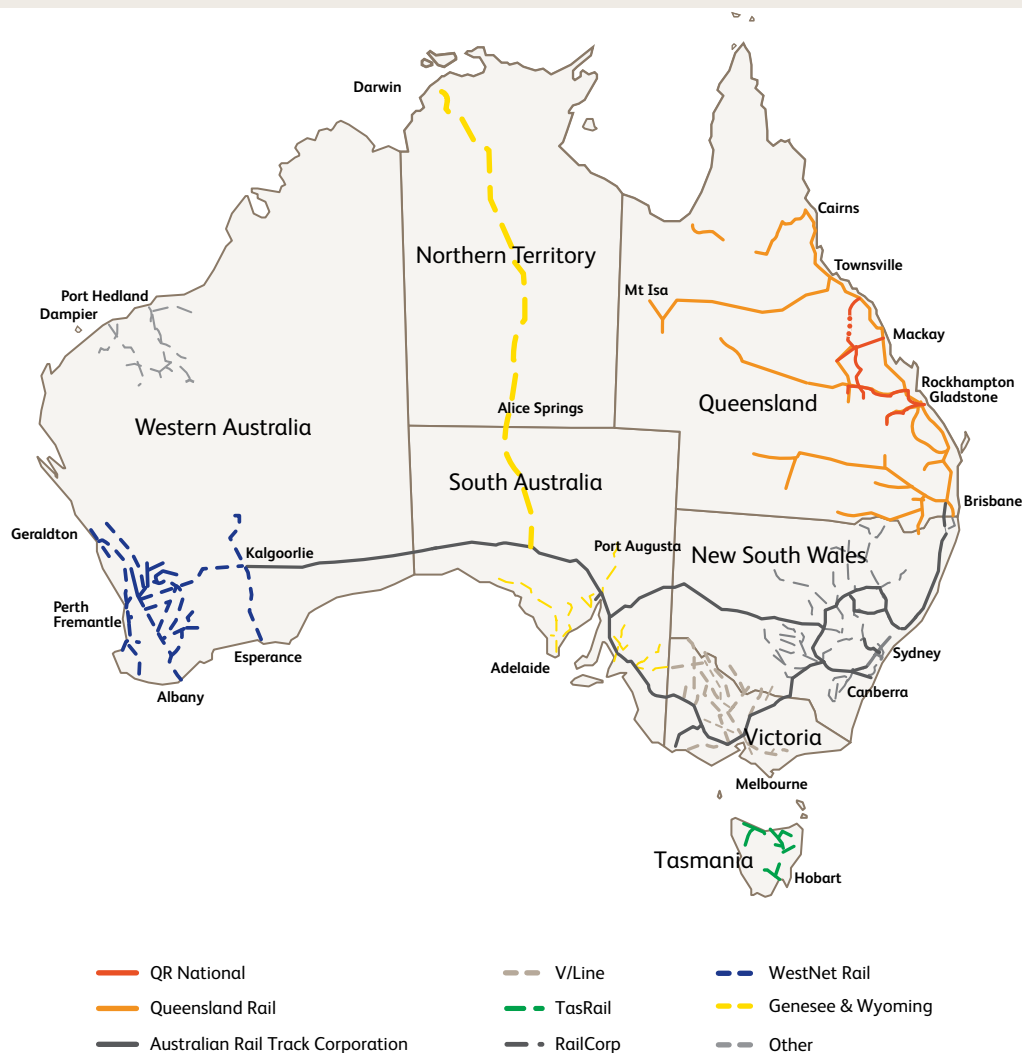 Darwin
Cairns
Northern Territory
Townsville
Mt Isa
Port Hedland
Dampier
Mackay
Rockhampton
Gladstone
Queensland
Alice Springs
Western Australia
South Australia
Brisbane
Geraldton
Port Augusta
New South Wales
Kalgoorlie
Perth
Fremantle
Esperance
Adelaide
Sydney
Canberra
Albany
Victoria
Melbourne
Tasmania
Hobart
QR National
V/Line
WestNet Rail
Queensland Rail
TasRail
Genesee & Wyoming
Australian Rail Track Corporation
RailCorp
Other